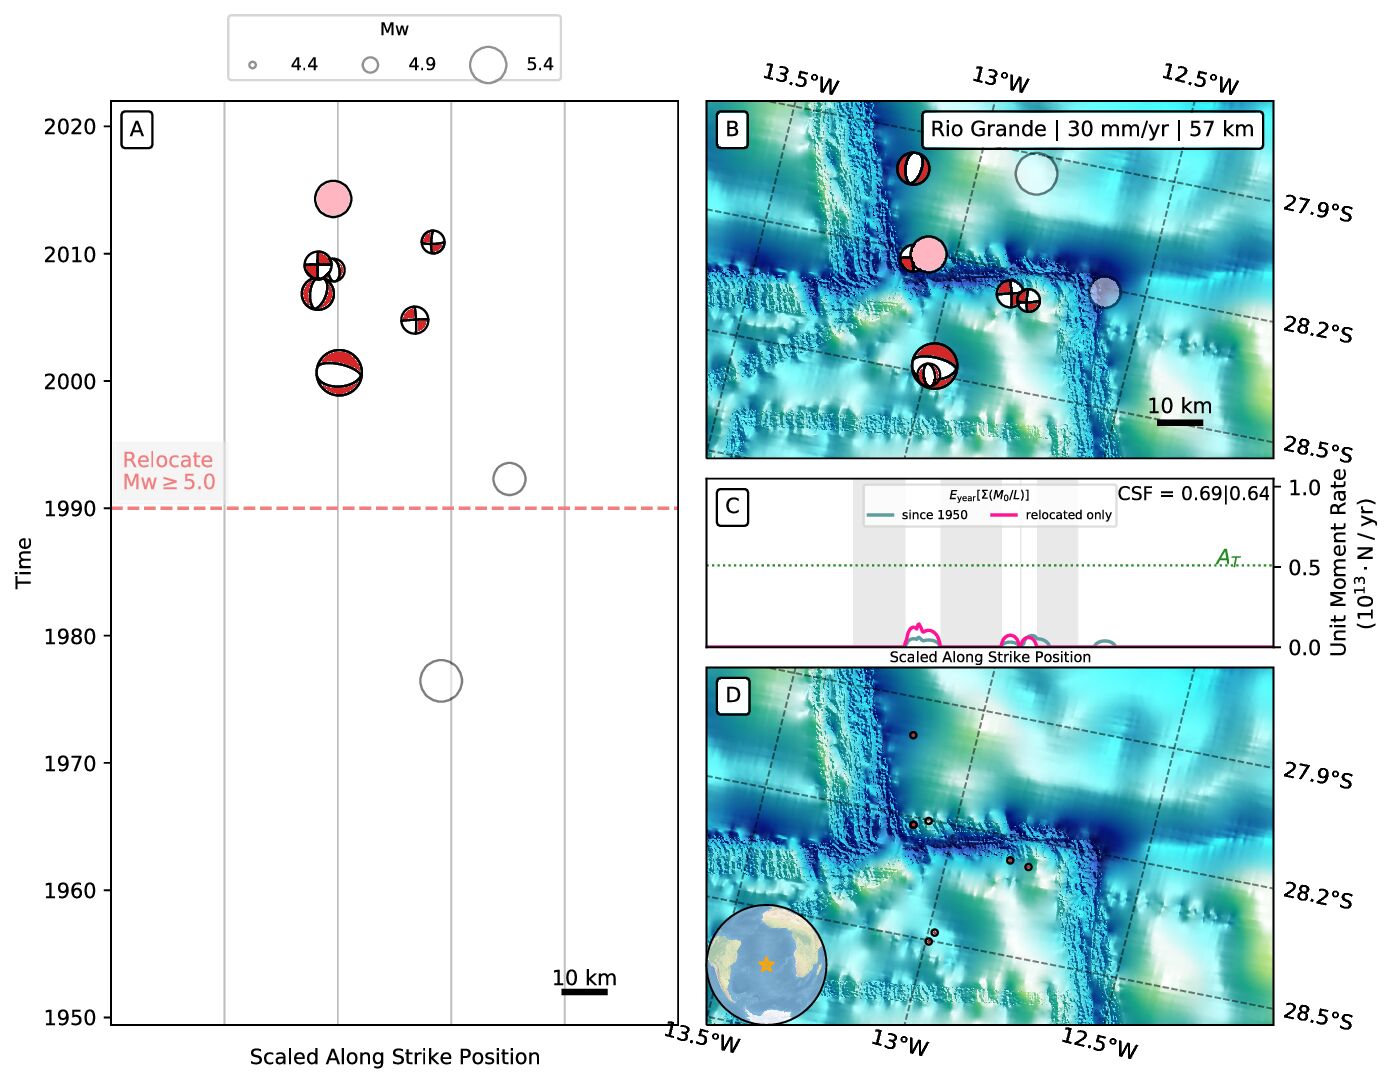 Mw
4.4 4.9 5.4
A
2020
2010
2000
1990
1980
1970
1960
1950
Time
Relocate
Mw ≥ 5.0
10 km
Scaled Along Strike Position
13.5°W 13°W 12.5°W
B
Rio Grande | 30 mm/yr | 57 km
27.9°S
28.2°S
28.5°S
10 km
C
E_year[Σ(M₀/L)]
since 1950 relocated only
CSF = 0.69|0.64
A_T
1.0
0.5
0.0
Unit Moment Rate
(10¹³ · N / yr)
Scaled Along Strike Position
D
27.9°S
28.2°S
28.5°S
13.5°W 13°W 12.5°W